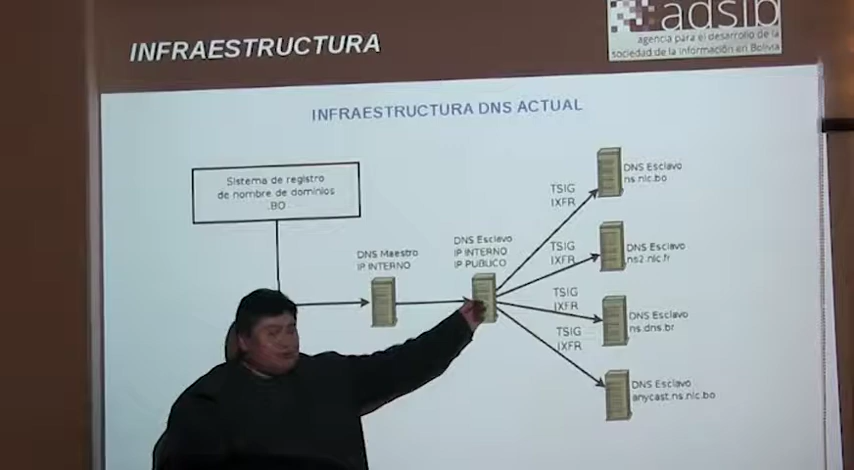 INFRAESTRUCTURA
adsib
agencia para el desarrollo de la
sociedad de la información en Bolivia
INFRAESTRUCTURA DNS ACTUAL
Sistema de registro
de nombre de dominios
.BO
DNS Maestro
IP INTERNO
DNS Esclavo
IP INTERNO
IP PUBLICO
TSIG
IXFR
DNS Esclavo
ns.nic.bo
TSIG
IXFR
DNS Esclavo
ns2.nic.fr
TSIG
IXFR
DNS Esclavo
ns.dns.br
TSIG
IXFR
DNS Esclavo
anycast.ns.nic.bo